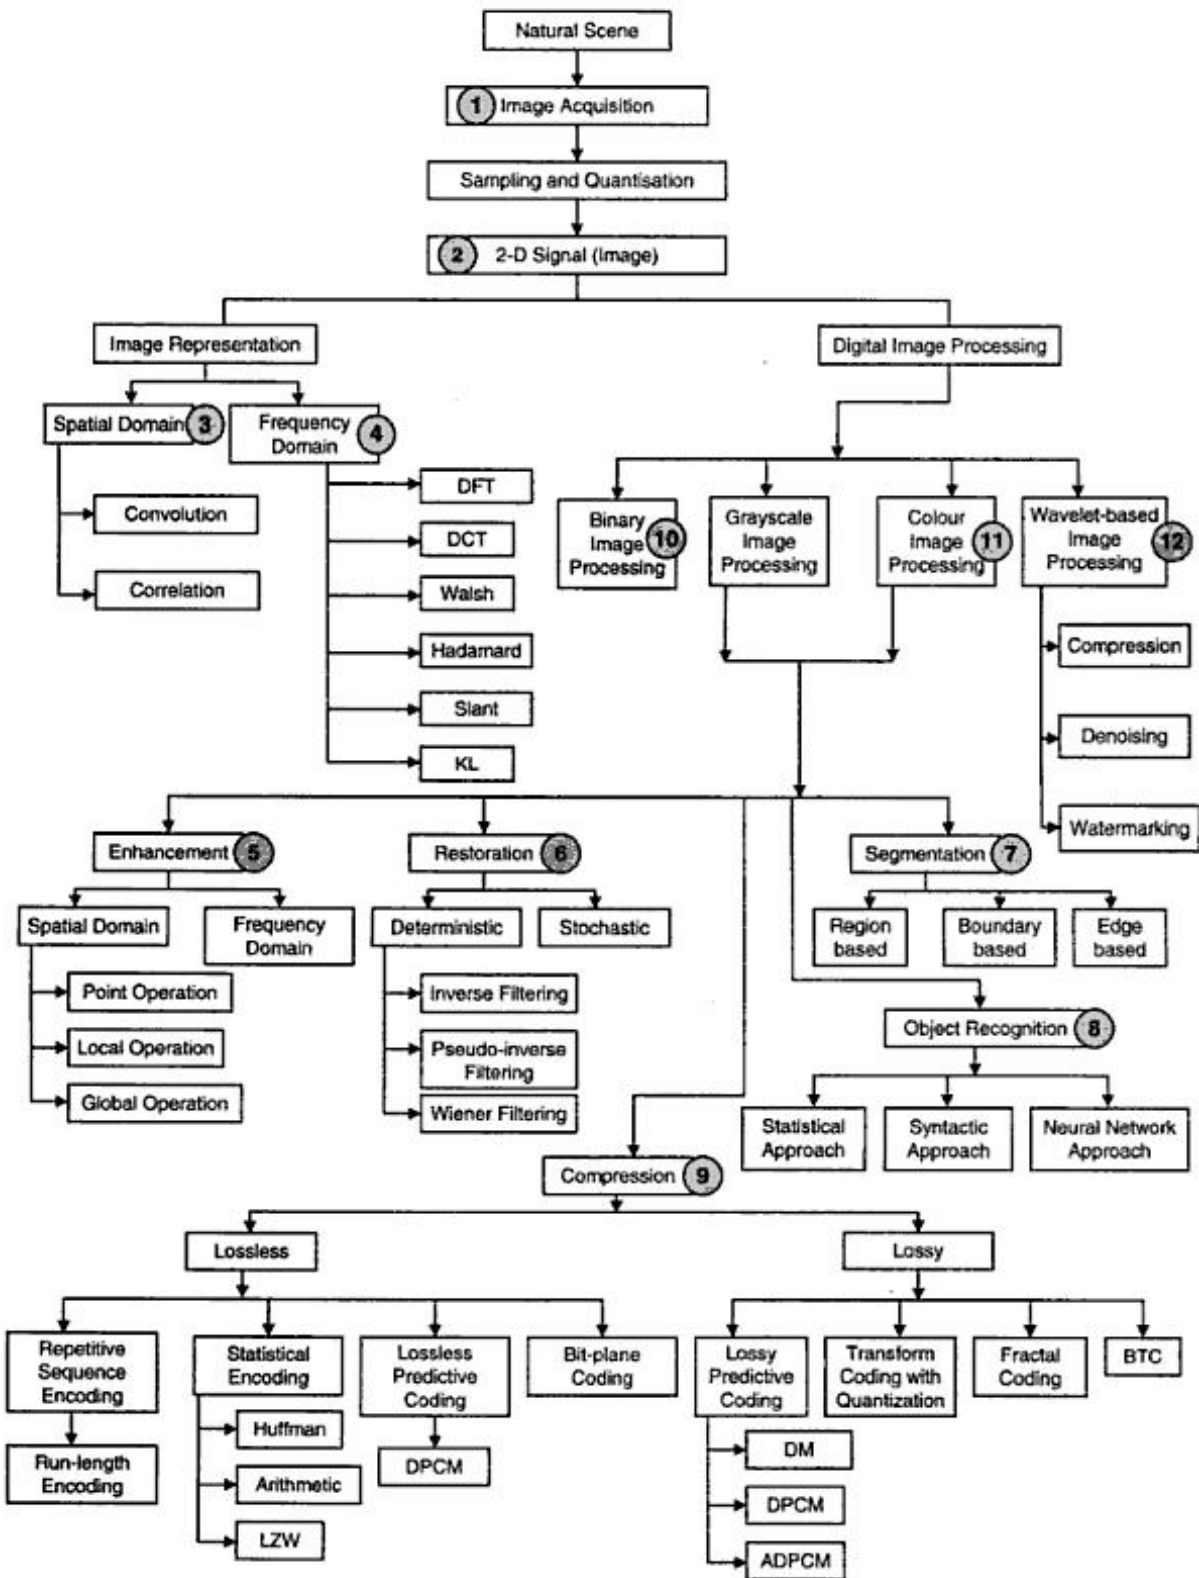 Natural Scene
1 Image Acquisition
Sampling and Quantisation
2 2-D Signal (Image)
Image Representation
Digital Image Processing
Spatial Domain 3
Frequency
Domain
4
Convolution
Correlation
DFT
DCT
Walsh
Hadamard
Slant
KL
Binary
Image
Processing
10
Grayscale
Image
Processing
Colour
Image
Processing
11
Wavelet-based
Image
Processing
12
Compression
Denoising
Watermarking
Enhancement 5
Restoration 6
Segmentation 7
Spatial Domain
Frequency
Domain
Point Operation
Local Operation
Global Operation
Deterministic
Stochastic
Inverse Filtering
Pseudo-inverse
Filtering
Wiener Filtering
Region
based
Boundary
based
Edge
based
Object Recognition 8
Statistical
Approach
Syntactic
Approach
Neural Network
Approach
Compression 9
Lossless
Lossy
Repetitive
Sequence
Encoding
Run-length
Encoding
Statistical
Encoding
Huffman
Arithmetic
LZW
Lossless
Predictive
Coding
DPCM
Bit-plane
Coding
Lossy
Predictive
Coding
DM
DPCM
ADPCM
Transform
Coding with
Quantization
Fractal
Coding
BTC